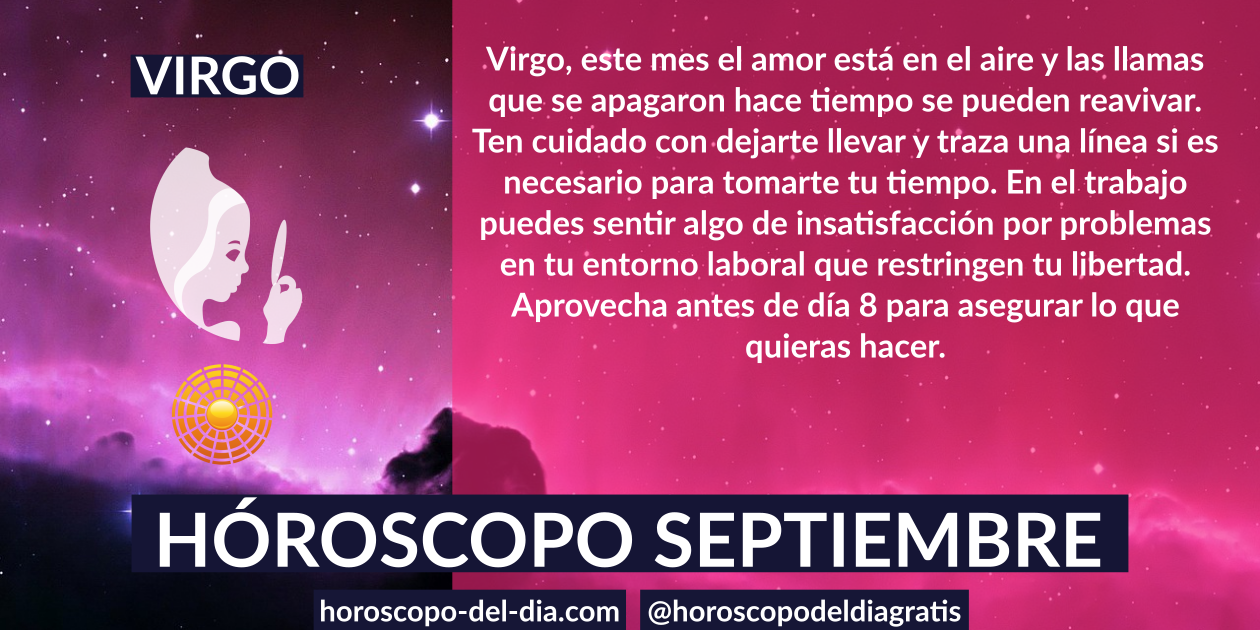 VIRGO
Virgo, este mes el amor está en el aire y las llamas
que se apagaron hace tiempo se pueden reavivar.
Ten cuidado con dejarte llevar y traza una línea si es
necesario para tomarte tu tiempo. En el trabajo
puedes sentir algo de insatisfacción por problemas
en tu entorno laboral que restringen tu libertad.
Aprovecha antes de día 8 para asegurar lo que
quieras hacer.
HÓROSCOPO SEPTIEMBRE
horoscopo-del-dia.com
@horoscopodeldiagratis